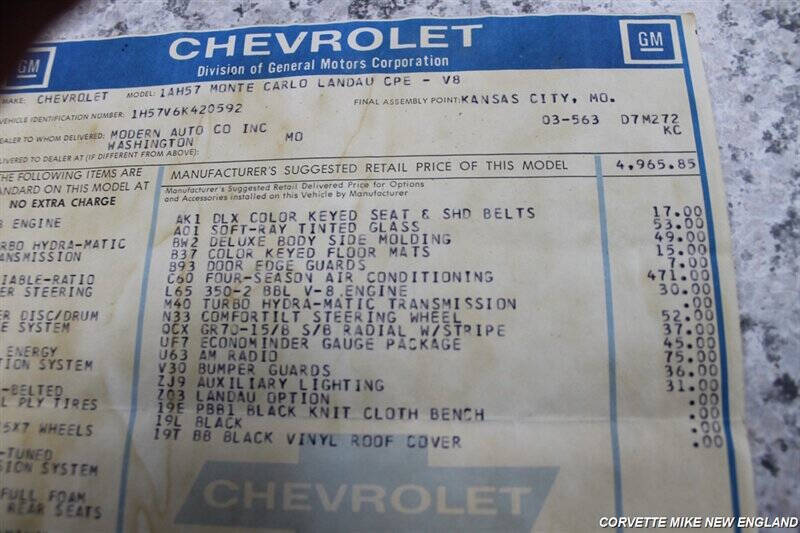 GM
CHEVROLET
Division of General Motors Corporation
GM
MAKE: CHEVROLET MODEL: 1AH57 MONTE CARLO LANDAU CPE - V8
VEHICLE IDENTIFICATION NUMBER: 1H57V6K420592 FINAL ASSEMBLY POINT: KANSAS CITY, MO.
03-563 D7M272
KC
DEALER TO WHOM DELIVERED: MODERN AUTO CO INC
WASHINGTON MO
DELIVERED TO DEALER AT (IF DIFFERENT FROM ABOVE):
THE FOLLOWING ITEMS ARE
STANDARD ON THIS MODEL AT
NO EXTRA CHARGE
8 ENGINE
TURBO HYDRA-MATIC
TRANSMISSION
VARIABLE-RATIO
POWER STEERING
ER DISC/DRUM
E SYSTEM
ENERGY
ION SYSTEM
-BELTED
L PLY TIRES
15X7 WHEELS
-TUNED
SION SYSTEM
FULL FOAM
REAR SEATS
MANUFACTURER'S SUGGESTED RETAIL PRICE OF THIS MODEL 4,965.85
Manufacturer's Suggested Retail Delivered Price for Options
and Accessories installed on this Vehicle by Manufacturer
AK1 DLX COLOR KEYED SEAT & SHD BELTS 17.00
A01 SOFT-RAY TINTED GLASS 53.00
BW2 DELUXE BODY SIDE MOLDING 49.00
B37 COLOR KEYED FLOOR MATS 15.00
B93 DOOR EDGE GUARDS 7.00
C60 FOUR-SEASON AIR CONDITIONING 471.00
L65 350-2 BBL V-8 ENGINE 30.00
M40 TURBO HYDRA-MATIC TRANSMISSION .00
N33 COMFORTILT STEERING WHEEL 52.00
QCX GR70-15/B S/B RADIAL W/STRIPE 37.00
UF7 ECONOMINDER GAUGE PACKAGE 45.00
U63 AM RADIO 75.00
V30 BUMPER GUARDS 36.00
ZJ9 AUXILIARY LIGHTING 31.00
Z03 LANDAU OPTION .00
19E PBB1 BLACK KNIT CLOTH BENCH .00
19L BLACK .00
19T BB BLACK VINYL ROOF COVER .00
CHEVROLET
CORVETTE MIKE NEW ENGLAND